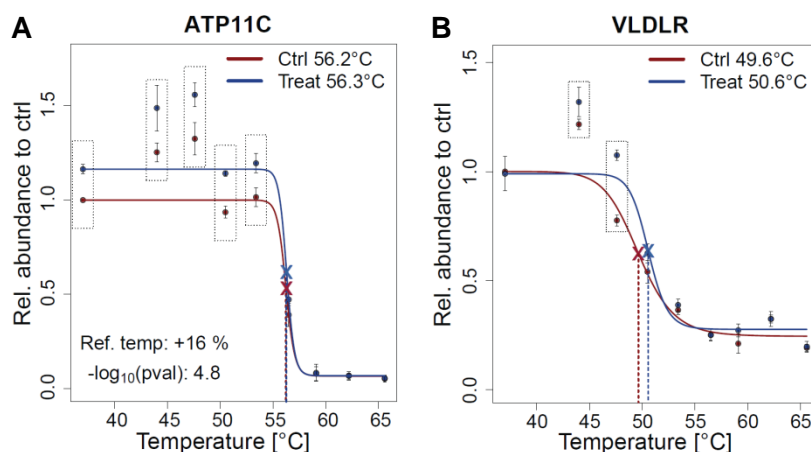 A
ATP11C
Ctrl 56.2°C
Treat 56.3°C
Rel. abundance to ctrl
0.0
0.5
1.0
1.5
Ref. temp: +16 %
-log10(pval): 4.8
40
45
50
55
60
65
Temperature [°C]
B
VLDLR
Ctrl 49.6°C
Treat 50.6°C
Rel. abundance to ctrl
0.0
0.5
1.0
1.5
40
45
50
55
60
65
Temperature [°C]